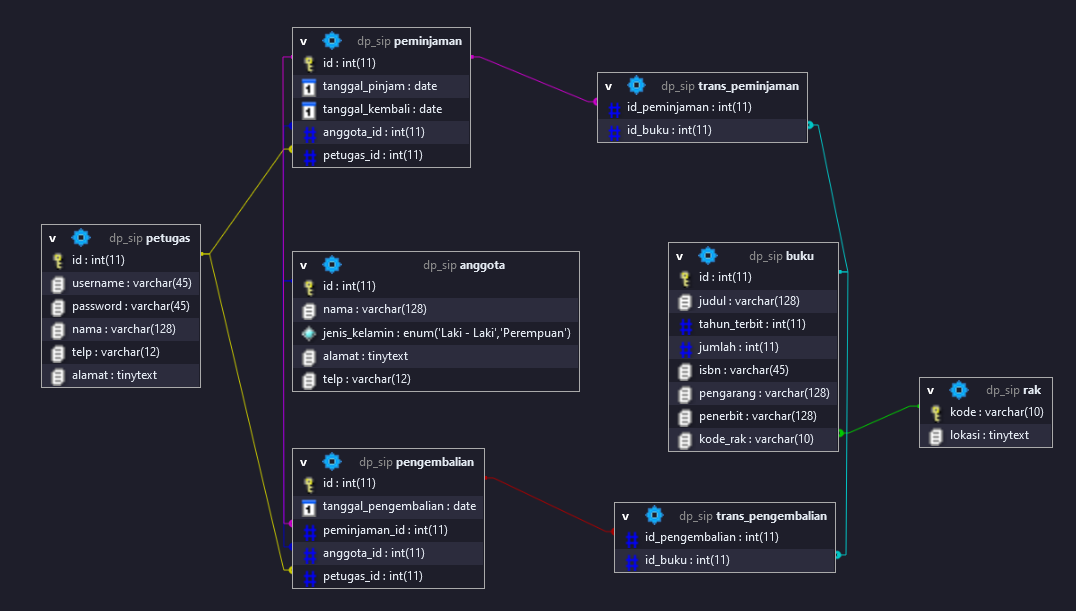 v dp_sip peminjaman
id : int(11)
tanggal_pinjam : date
tanggal_kembali : date
anggota_id : int(11)
petugas_id : int(11)
v dp_sip trans_peminjaman
id_peminjaman : int(11)
id_buku : int(11)
v dp_sip petugas
id : int(11)
username : varchar(45)
password : varchar(45)
nama : varchar(128)
telp : varchar(12)
alamat : tinytext
v dp_sip anggota
id : int(11)
nama : varchar(128)
jenis_kelamin : enum('Laki - Laki','Perempuan')
alamat : tinytext
telp : varchar(12)
v dp_sip buku
id : int(11)
judul : varchar(128)
tahun_terbit : int(11)
jumlah : int(11)
isbn : varchar(45)
pengarang : varchar(128)
penerbit : varchar(128)
kode_rak : varchar(10)
v dp_sip rak
kode : varchar(10)
lokasi : tinytext
v dp_sip pengembalian
id : int(11)
tanggal_pengembalian : date
peminjaman_id : int(11)
anggota_id : int(11)
petugas_id : int(11)
v dp_sip trans_pengembalian
id_pengembalian : int(11)
id_buku : int(11)